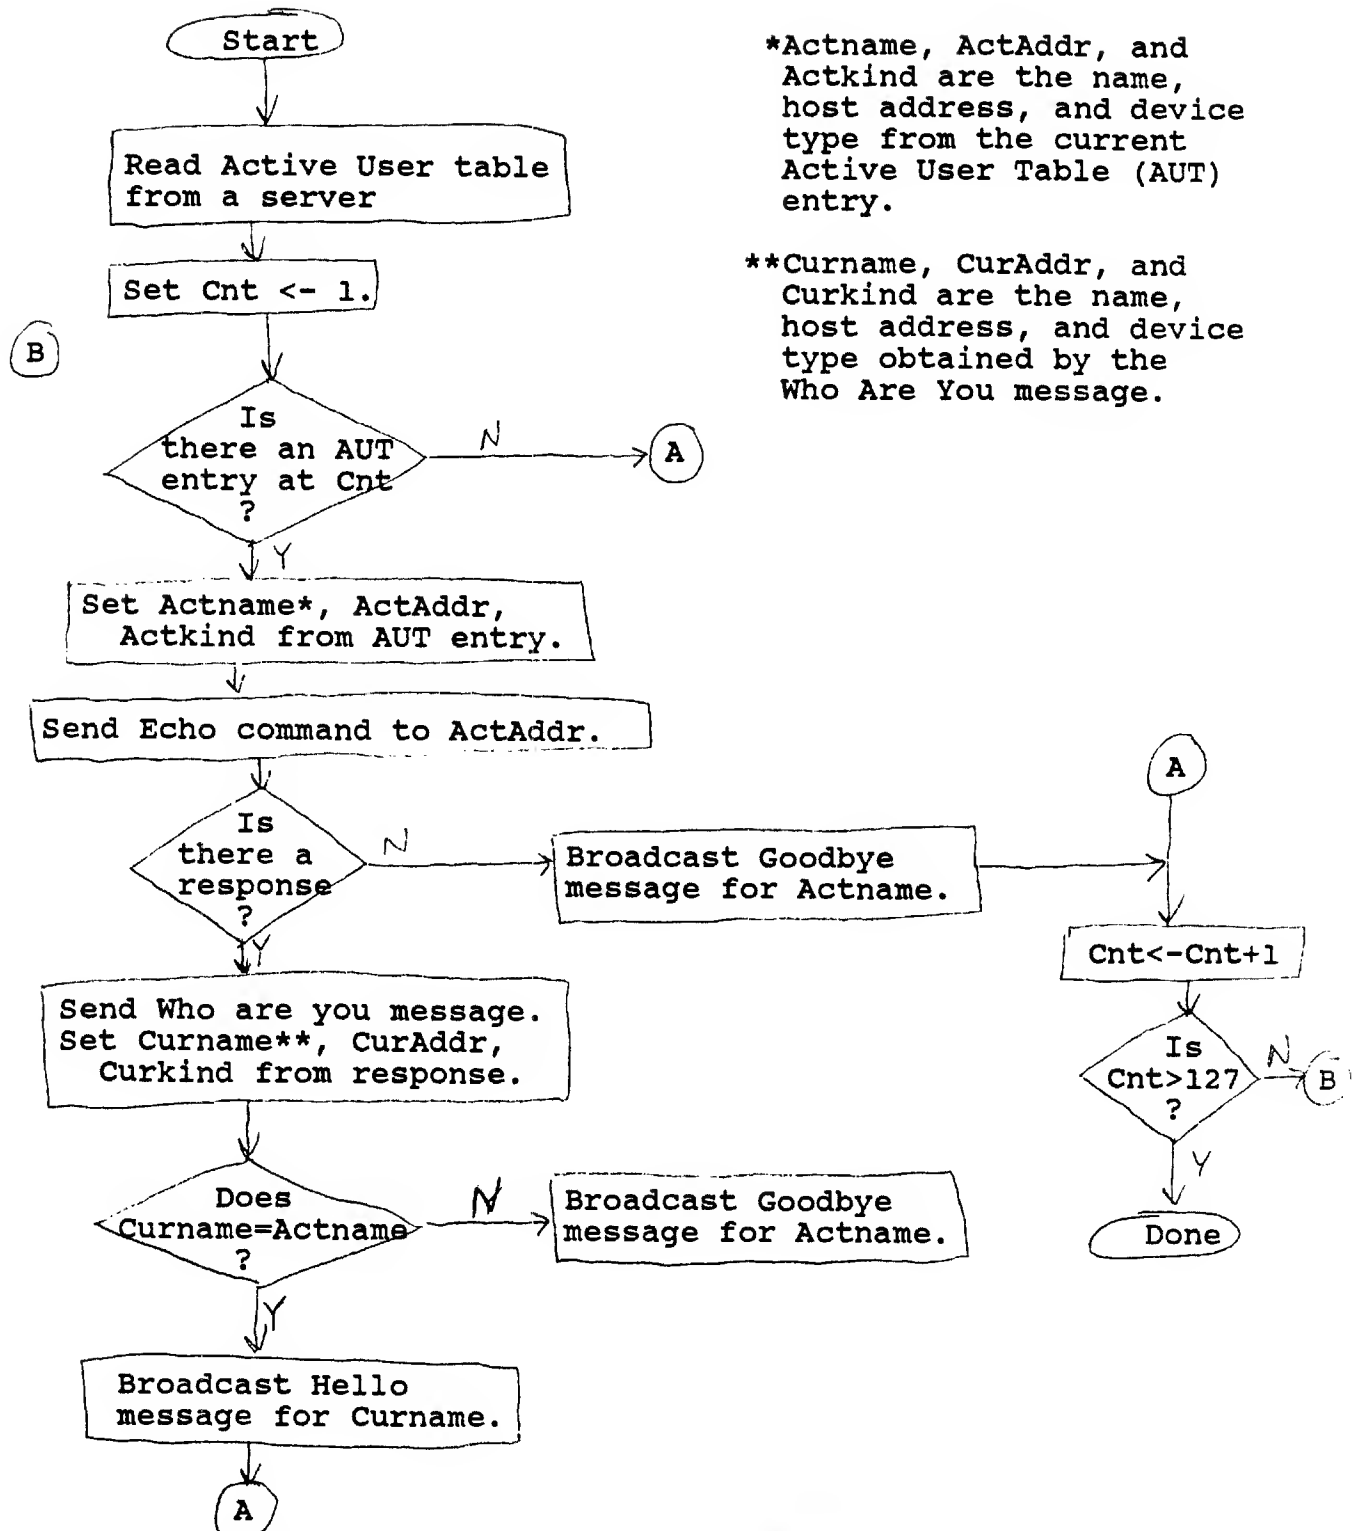 Start
*Actname, ActAddr, and
Actkind are the name,
host address, and device
type from the current
Active User Table (AUT)
entry.
Read Active User table
from a server
**Curname, CurAddr, and
Curkind are the name,
host address, and device
type obtained by the
Who Are You message.
Set Cnt <- 1.
B
Is
there an AUT
entry at Cnt
?
N
A
Y
Set Actname*, ActAddr,
Actkind from AUT entry.
Send Echo command to ActAddr.
Is
there a
response
?
N
Broadcast Goodbye
message for Actname.
A
Y
Cnt<-Cnt+1
Send Who are you message.
Set Curname**, CurAddr,
Curkind from response.
Is
Cnt>127
?
N
B
Y
Done
Does
Curname=Actname
?
N
Broadcast Goodbye
message for Actname.
Y
Broadcast Hello
message for Curname.
A